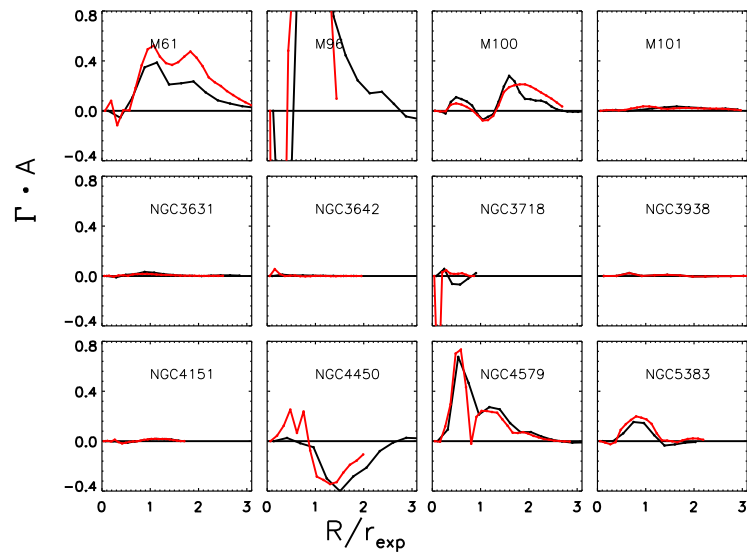 0.8
0.4
0.0
−0.4
M61
M96
M100
M101
0.8
0.4
0.0
−0.4
NGC3631
NGC3642
NGC3718
NGC3938
Γ • A
0.8
0.4
0.0
−0.4
NGC4151
NGC4450
NGC4579
NGC5383
0 1 2 3 0 1 2 3 0 1 2 3 0 1 2 3
R/r_exp